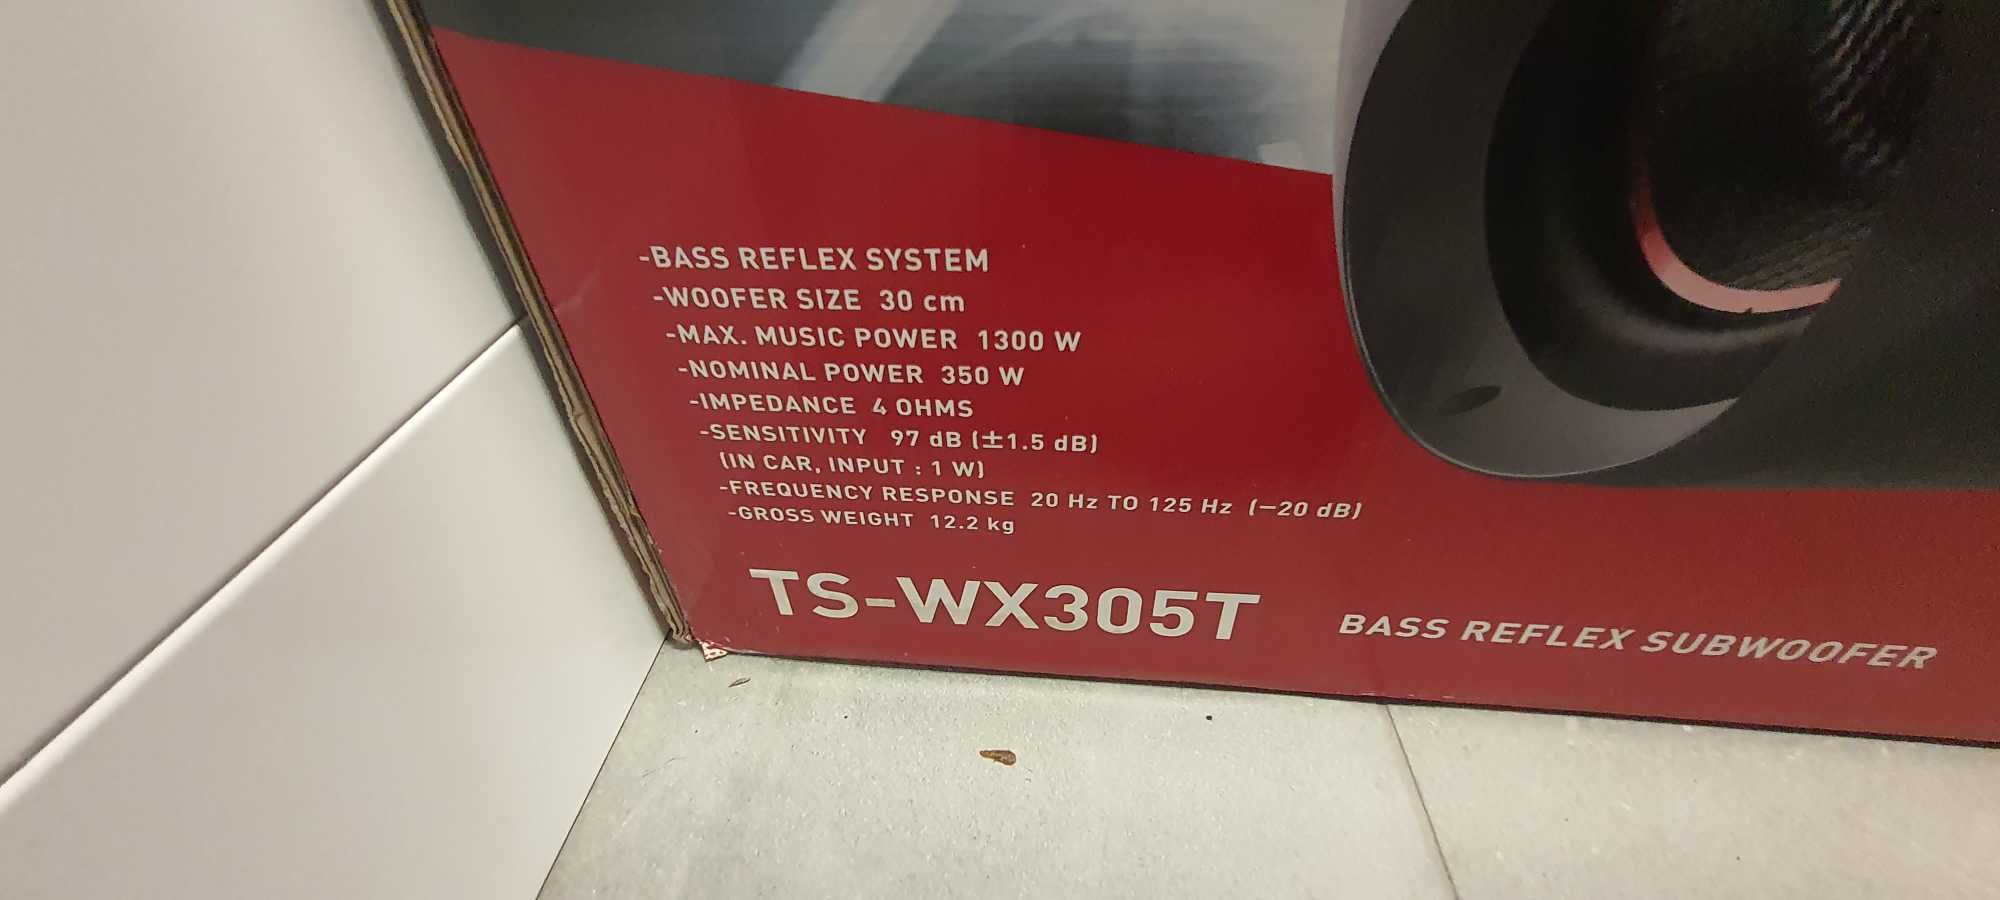 -BASS REFLEX SYSTEM
-WOOFER SIZE 30 cm
-MAX. MUSIC POWER 1300 W
-NOMINAL POWER 350 W
-IMPEDANCE 4 OHMS
-SENSITIVITY 97 dB (±1.5 dB)
(IN CAR, INPUT : 1 W)
-FREQUENCY RESPONSE 20 Hz TO 125 Hz (−20 dB)
-GROSS WEIGHT 12.2 kg
TS-WX305T BASS REFLEX SUBWOOFER